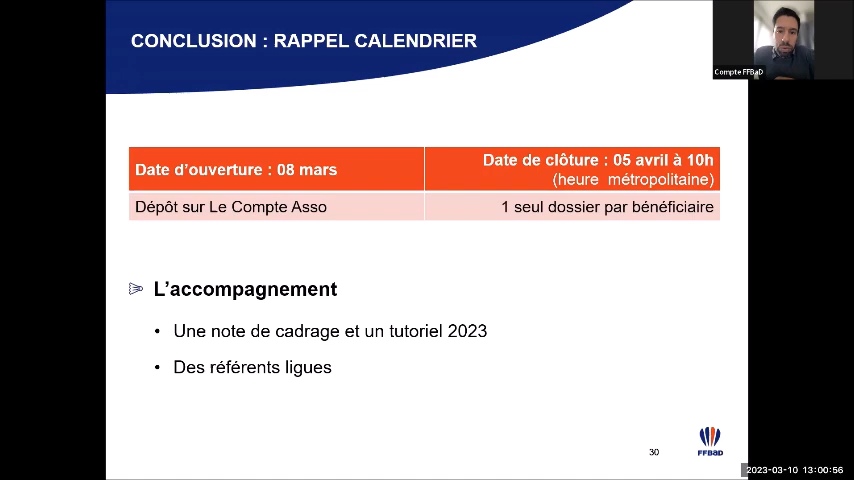 CONCLUSION : RAPPEL CALENDRIER
Compte FFBaD
Date d’ouverture : 08 mars
Date de clôture : 05 avril à 10h
(heure métropolitaine)
Dépôt sur Le Compte Asso
1 seul dossier par bénéficiaire
L’accompagnement
• Une note de cadrage et un tutoriel 2023
• Des référents ligues
30
FFBaD
2023-03-10 13:00:56